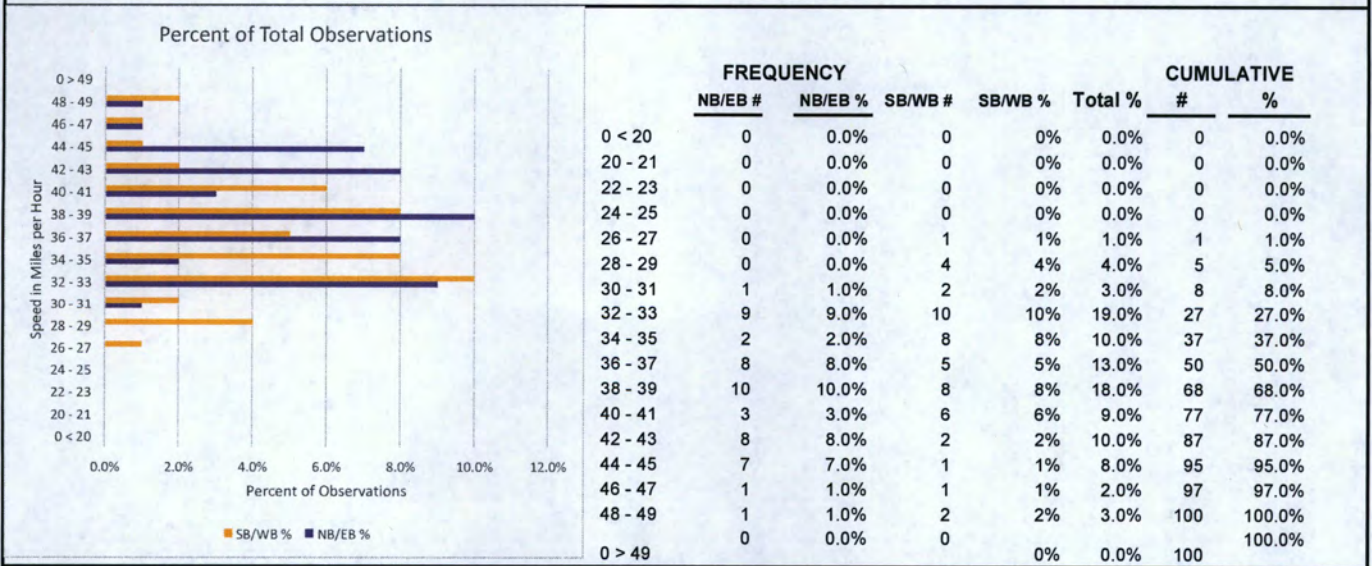 Percent of Total Observations
Speed in Miles per Hour
0 > 49
48 - 49
46 - 47
44 - 45
42 - 43
40 - 41
38 - 39
36 - 37
34 - 35
32 - 33
30 - 31
28 - 29
26 - 27
24 - 25
22 - 23
20 - 21
0 < 20
0.0% 2.0% 4.0% 6.0% 8.0% 10.0% 12.0%
Percent of Observations
SB/WB % NB/EB %
FREQUENCY CUMULATIVE
NB/EB # NB/EB % SB/WB # SB/WB % Total % # %
0 < 20 0 0.0% 0 0% 0.0% 0 0.0%
20 - 21 0 0.0% 0 0% 0.0% 0 0.0%
22 - 23 0 0.0% 0 0% 0.0% 0 0.0%
24 - 25 0 0.0% 0 0% 0.0% 0 0.0%
26 - 27 0 0.0% 1 1% 1.0% 1 1.0%
28 - 29 0 0.0% 4 4% 4.0% 5 5.0%
30 - 31 1 1.0% 2 2% 3.0% 8 8.0%
32 - 33 9 9.0% 10 10% 19.0% 27 27.0%
34 - 35 2 2.0% 8 8% 10.0% 37 37.0%
36 - 37 8 8.0% 5 5% 13.0% 50 50.0%
38 - 39 10 10.0% 8 8% 18.0% 68 68.0%
40 - 41 3 3.0% 6 6% 9.0% 77 77.0%
42 - 43 8 8.0% 2 2% 10.0% 87 87.0%
44 - 45 7 7.0% 1 1% 8.0% 95 95.0%
46 - 47 1 1.0% 1 1% 2.0% 97 97.0%
48 - 49 1 1.0% 2 2% 3.0% 100 100.0%
0 0.0% 0 100.0%
0 > 49 0% 0.0% 100